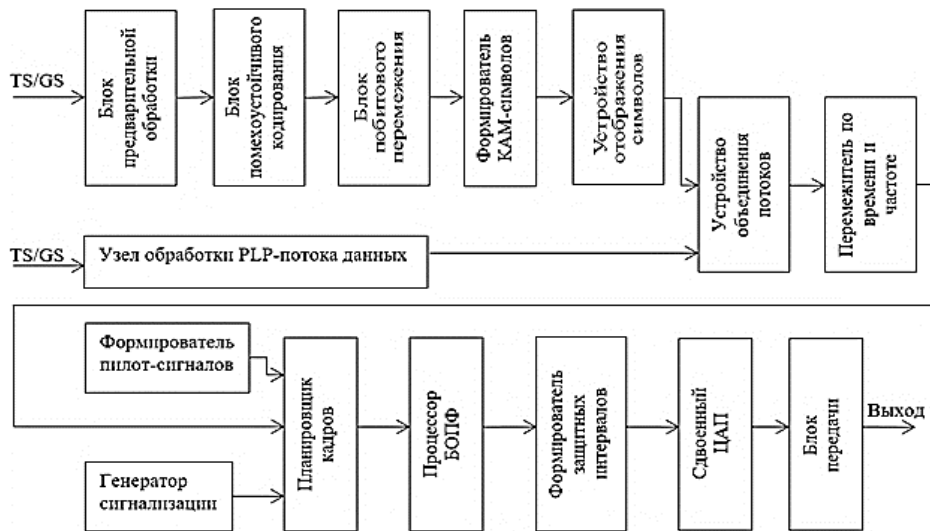 TS/GS
Блок
предварительной
обработки
Блок
помехоустойчивого
кодирования
Блок
побитового
перемежения
Формирователь
КАМ-символов
Устройство
отображения
символов
Устройство
объединения
потоков
Перемежитель по
времени и
частоте
TS/GS
Узел обработки PLP-потока данных
Формирователь
пилот-сигналов
Генератор
сигнализации
Планировщик
кадров
Процессор
БОПФ
Формирователь
защитных
интервалов
Сдвоенный
ЦАП
Блок
передачи
Выход